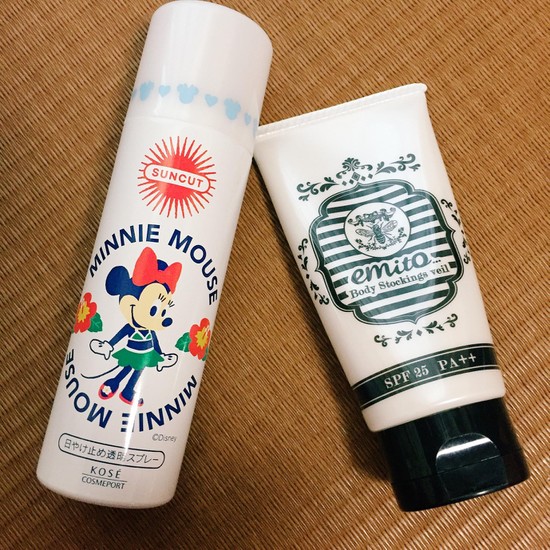 SUNCUT
MINNIE MOUSE
MINNIE MOUSE
©Disney
日やけ止め透明スプレー
KOSÉ
COSMEPORT
emito...
Body Stockings veil
SPF 25 PA++